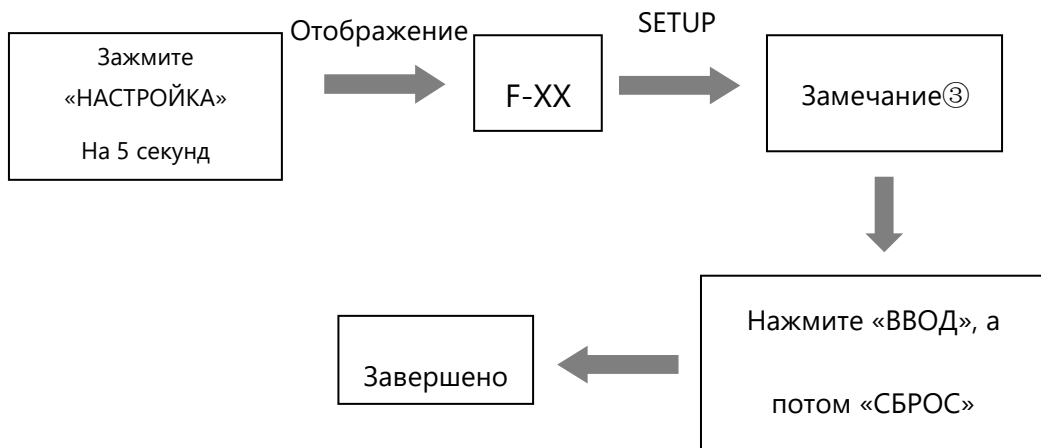 Зажмите
«НАСТРОЙКА»
На 5 секунд
Отображение
F-XX
SETUP
Замечание③
Нажмите «ВВОД», а
потом «СБРОС»
Завершено